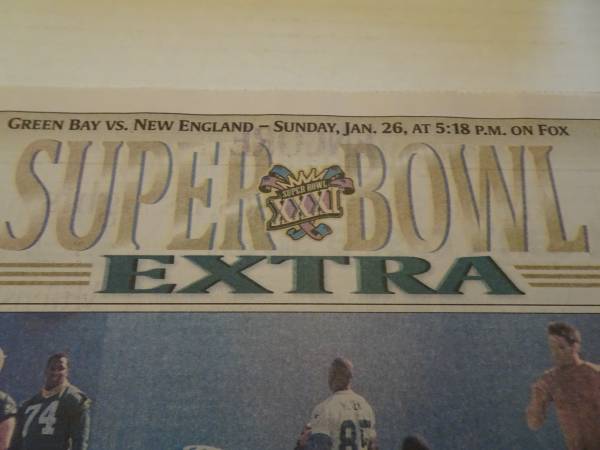 GREEN BAY VS. NEW ENGLAND – SUNDAY, JAN. 26, AT 5:18 P.M. ON FOX
SUPER BOWL
SUPER BOWL
XXXI
EXTRA
74
85